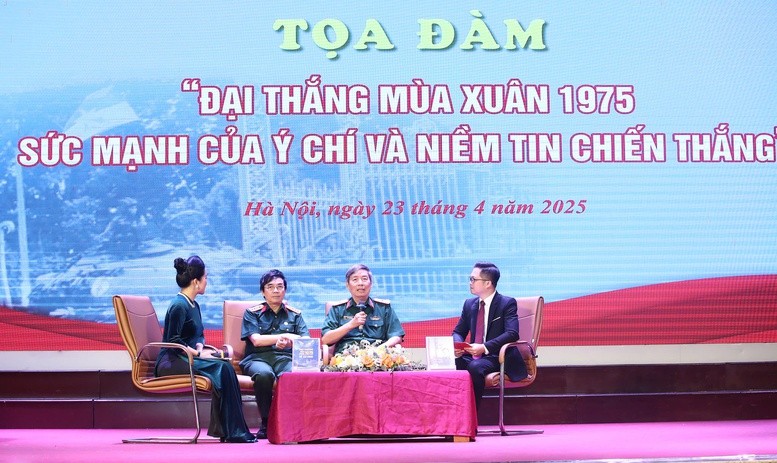 TỌA ĐÀM
“ĐẠI THẮNG MÙA XUÂN 1975
SỨC MẠNH CỦA Ý CHÍ VÀ NIỀM TIN CHIẾN THẮNG”
Hà Nội, ngày 23 tháng 4 năm 2025